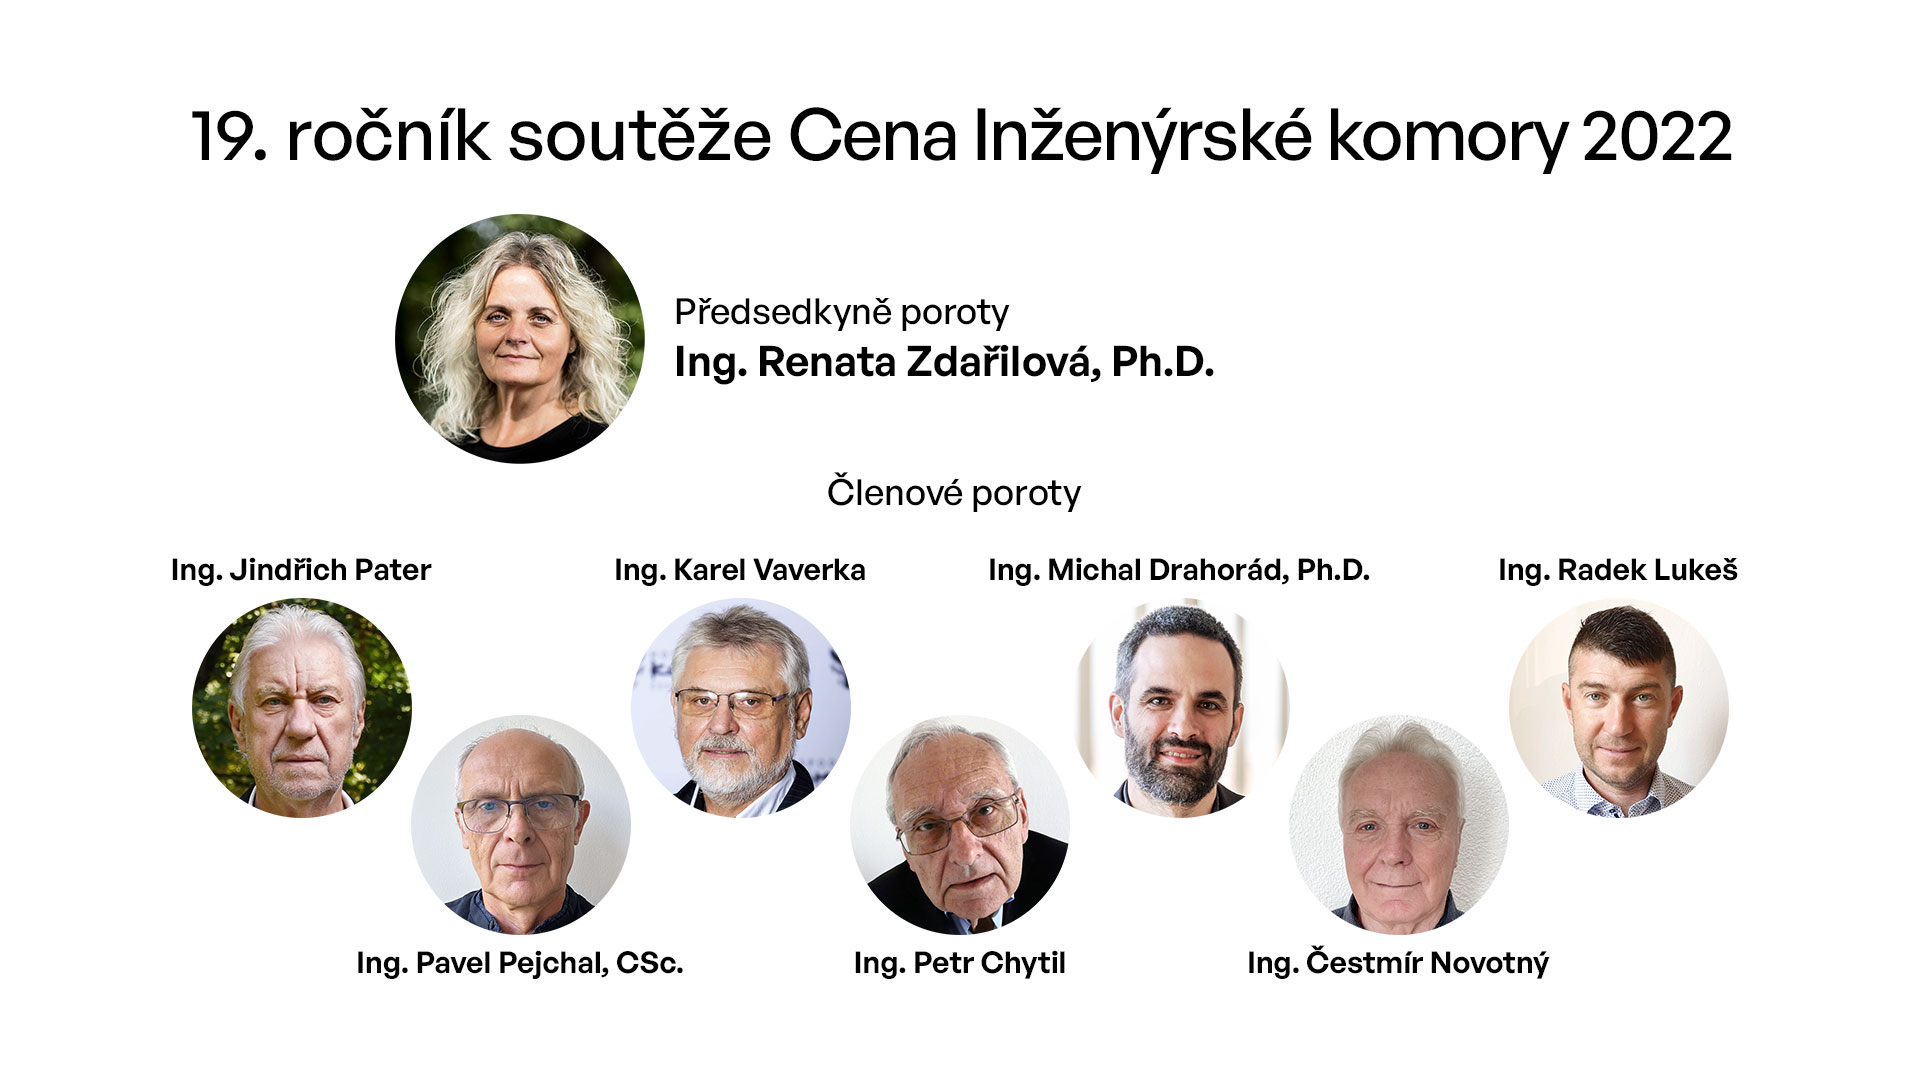 19. ročník soutěže Cena Inženýrské komory 2022
Předsedkyně poroty
Ing. Renata Zdařilová, Ph.D.
Členové poroty
Ing. Jindřich Pater
Ing. Karel Vaverka
Ing. Michal Drahorád, Ph.D.
Ing. Radek Lukeš
Ing. Pavel Pejchal, CSc.
Ing. Petr Chytil
Ing. Čestmír Novotný